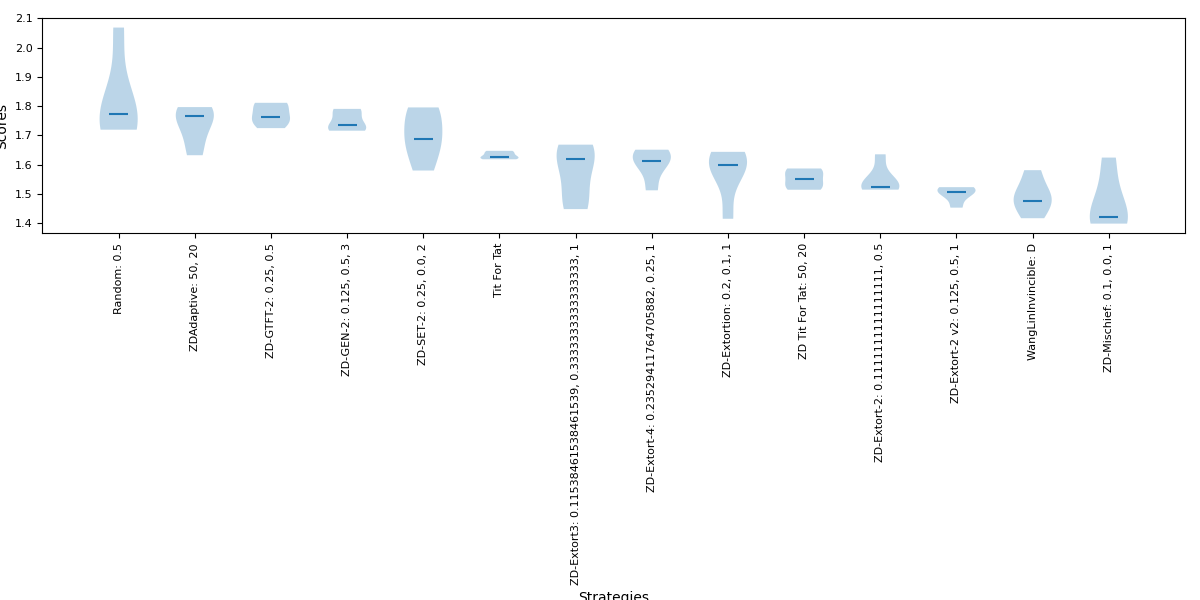 2.1
2.0
1.9
1.8
1.7
1.6
1.5
1.4
Scores
Random: 0.5
ZDAdaptive: 50, 20
ZD-GTFT-2: 0.25, 0.5
ZD-GEN-2: 0.125, 0.5, 3
ZD-SET-2: 0.25, 0.0, 2
Tit For Tat
ZD-Extort3: 0.11538461538461539, 0.3333333333333333, 1
ZD-Extort-4: 0.23529411764705882, 0.25, 1
ZD-Extortion: 0.2, 0.1, 1
ZD Tit For Tat: 50, 20
ZD-Extort-2: 0.1111111111111111, 0.5
ZD-Extort-2 v2: 0.125, 0.5, 1
WangLinInvincible: D
ZD-Mischief: 0.1, 0.0, 1
Strategies